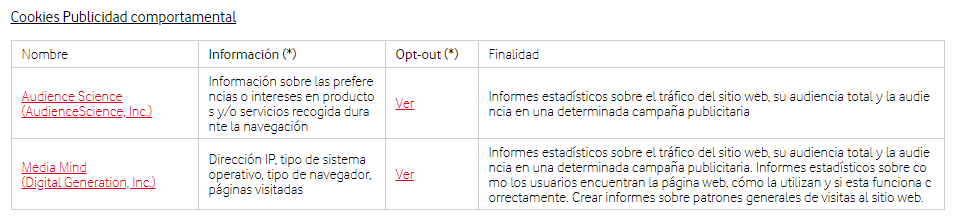 Cookies Publicidad comportamental
Nombre
Información (*)
Opt-out (*)
Finalidad
Audience Science
(AudienceScience, Inc.)
Información sobre las prefere
ncias o intereses en producto
s y/o servicios recogida dura
nte la navegación
Ver
Informes estadísticos sobre el tráfico del sitio web, su audiencia total y la audie
ncia en una determinada campaña publicitaria
Media Mind
(Digital Generation, Inc.)
Dirección IP, tipo de sistema
operativo, tipo de navegador,
páginas visitadas
Ver
Informes estadísticos sobre el tráfico del sitio web, su audiencia total y la audie
ncia en una determinada campaña publicitaria. Informes estadísticos sobre co
mo los usuarios encuentran la página web, cómo la utilizan y si esta funciona c
orrectamente. Crear informes sobre patrones generales de visitas al sitio web.